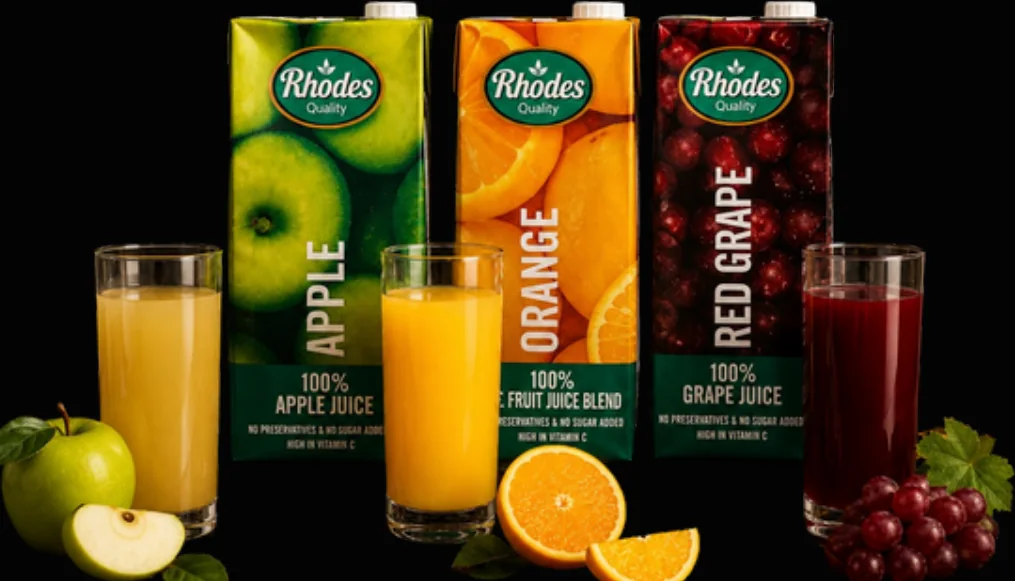 Rhodes
Quality
APPLE
100%
APPLE JUICE
NO PRESERVATIVES & NO SUGAR ADDED
HIGH IN VITAMIN C
Rhodes
Quality
ORANGE
100%
FRUIT JUICE BLEND
& NO SUGAR ADDED
HIGH IN VITAMIN C
Rhodes
Quality
RED GRAPE
100%
GRAPE JUICE
NO PRESERVATIVES & NO SUGAR ADDED
HIGH IN VITAMIN C